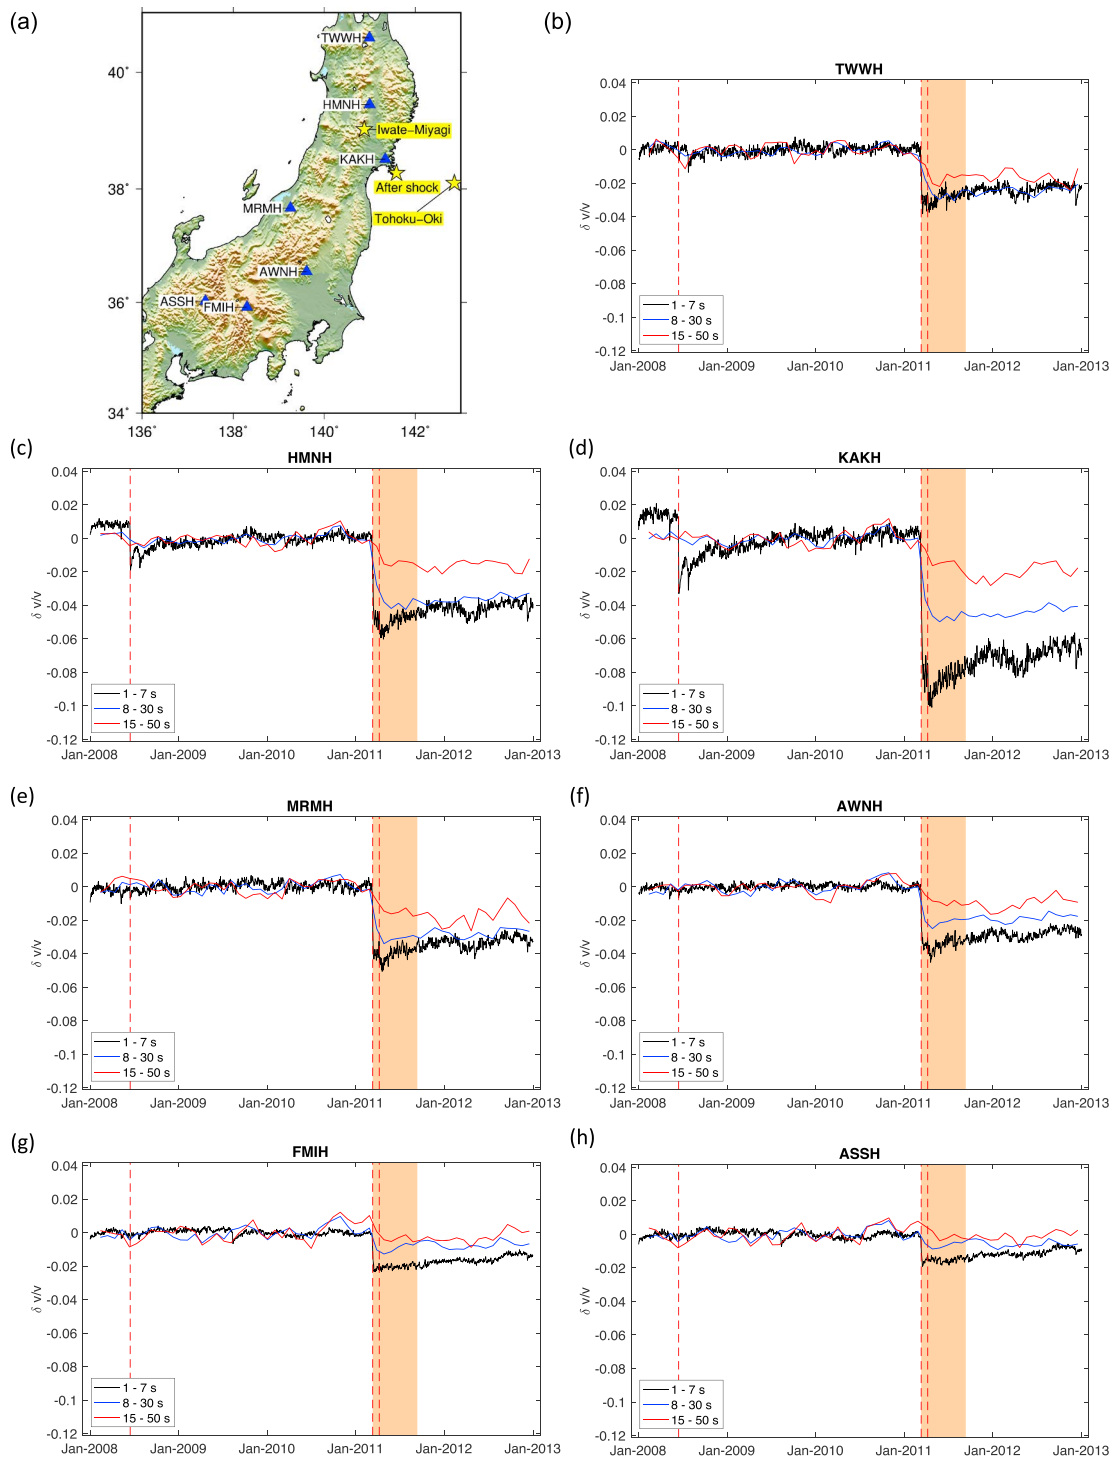 (a)
TWWH
40˚
HMNH
Iwate-Miyagi
KAKH
After shock
38˚
MRMH
Tohoku-Oki
AWNH
ASSH
FMIH
36˚
34˚
136˚ 138˚ 140˚ 142˚
(b)
TWWH
0.04
0.02
0
-0.02
-0.04
-0.06
-0.08
-0.1
-0.12
δ v/v
1 - 7 s
8 - 30 s
15 - 50 s
Jan-2008 Jan-2009 Jan-2010 Jan-2011 Jan-2012 Jan-2013
(c)
HMNH
0.04
0.02
0
-0.02
-0.04
-0.06
-0.08
-0.1
-0.12
δ v/v
1 - 7 s
8 - 30 s
15 - 50 s
Jan-2008 Jan-2009 Jan-2010 Jan-2011 Jan-2012 Jan-2013
(d)
KAKH
0.04
0.02
0
-0.02
-0.04
-0.06
-0.08
-0.1
-0.12
δ v/v
1 - 7 s
8 - 30 s
15 - 50 s
Jan-2008 Jan-2009 Jan-2010 Jan-2011 Jan-2012 Jan-2013
(e)
MRMH
0.04
0.02
0
-0.02
-0.04
-0.06
-0.08
-0.1
-0.12
δ v/v
1 - 7 s
8 - 30 s
15 - 50 s
Jan-2008 Jan-2009 Jan-2010 Jan-2011 Jan-2012 Jan-2013
(f)
AWNH
0.04
0.02
0
-0.02
-0.04
-0.06
-0.08
-0.1
-0.12
δ v/v
1 - 7 s
8 - 30 s
15 - 50 s
Jan-2008 Jan-2009 Jan-2010 Jan-2011 Jan-2012 Jan-2013
(g)
FMIH
0.04
0.02
0
-0.02
-0.04
-0.06
-0.08
-0.1
-0.12
δ v/v
1 - 7 s
8 - 30 s
15 - 50 s
Jan-2008 Jan-2009 Jan-2010 Jan-2011 Jan-2012 Jan-2013
(h)
ASSH
0.04
0.02
0
-0.02
-0.04
-0.06
-0.08
-0.1
-0.12
δ v/v
1 - 7 s
8 - 30 s
15 - 50 s
Jan-2008 Jan-2009 Jan-2010 Jan-2011 Jan-2012 Jan-2013